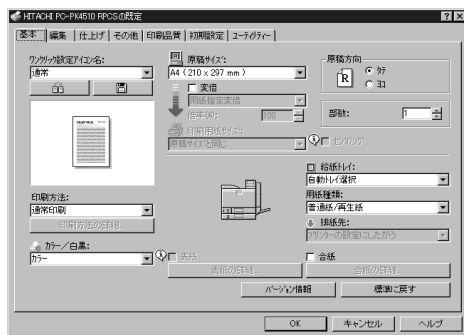 HITACHI PC-PK4510 RPCSの既定
基本 編集 仕上げ その他 印刷品質 初期設定 ユーティリティー
ワンクリック設定アイコン名:
通常
印刷方法:
通常印刷
印刷方法の詳細...
カラー/白黒:
カラー
原稿サイズ:
A4 (210 x 297 mm)
変倍
用紙指定変倍
倍率(%): 100
印刷用紙サイズ:
原稿サイズと同じ
原稿方向
タテ
ヨコ
部数: 1
センタリング
給紙トレイ:
自動トレイ選択
用紙種類:
普通紙/再生紙
排紙先:
プリンターの設定にしたがう
表紙
表紙の詳細...
合紙
合紙の詳細...
バージョン情報 標準に戻す
OK キャンセル ヘルプ